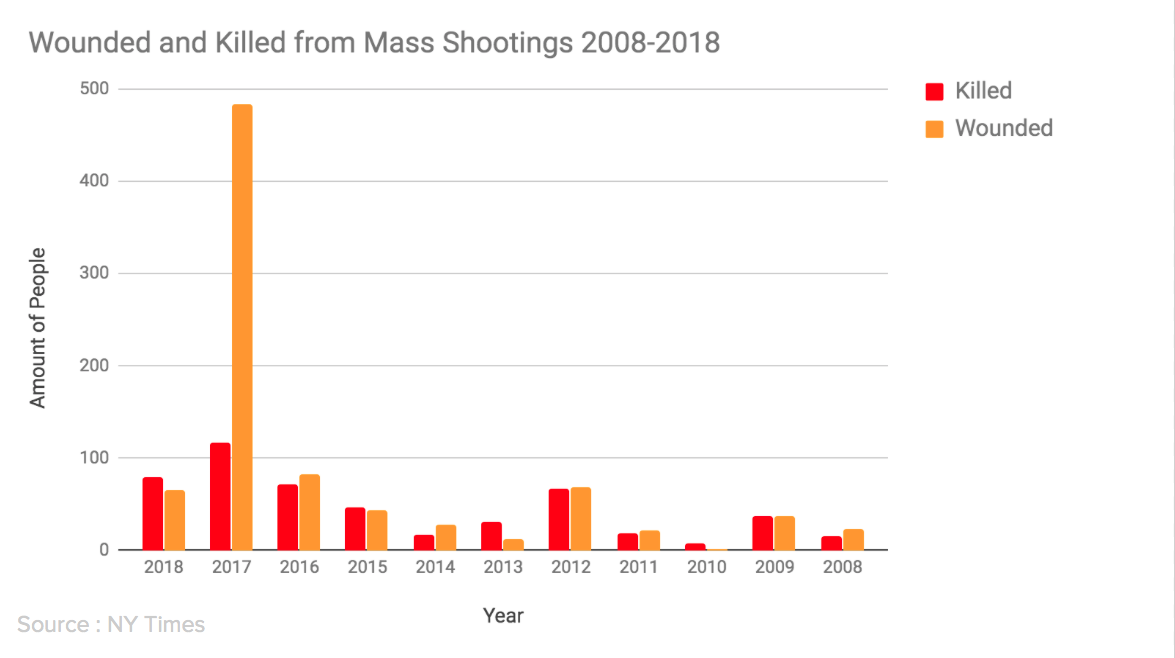 Wounded and Killed from Mass Shootings 2008-2018
500
Killed
Wounded
400
300
200
100
0
Amount of People
2018 2017 2016 2015 2014 2013 2012 2011 2010 2009 2008
Year
Source : NY Times